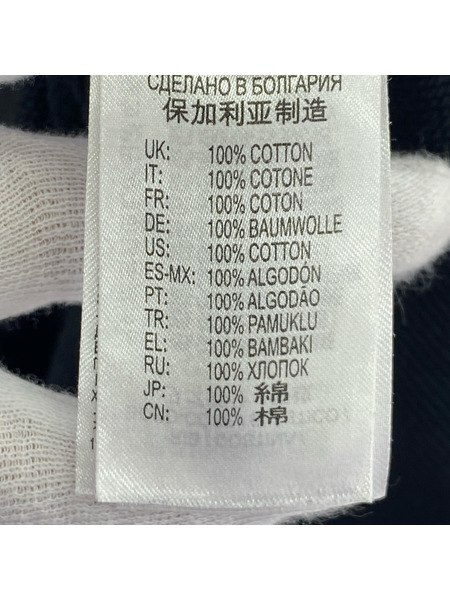 СДЕЛАНО В БОЛГАРИЯ
保加利亚制造
UK: 100% COTTON
IT: 100% COTONE
FR: 100% COTON
DE: 100% BAUMWOLLE
US: 100% COTTON
ES-MX: 100% ALGODÓN
PT: 100% ALGODÃO
TR: 100% PAMUKLU
EL: 100% BAMBAKI
RU: 100% ХЛОПОК
JP: 100% 綿
CN: 100% 棉